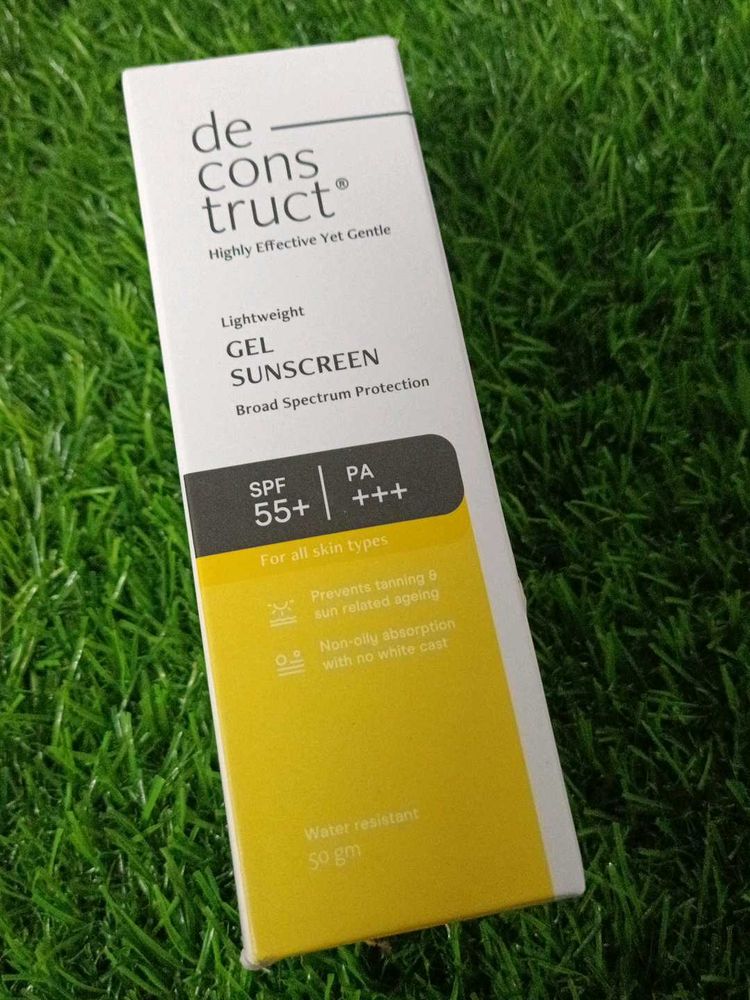 de
cons
truct®
Highly Effective Yet Gentle
Lightweight
GEL
SUNSCREEN
Broad Spectrum Protection
SPF
55+
PA
+++
For all skin types
Prevents tanning &
sun related ageing
Non-oily absorption
with no white cast
Water resistant
50 gm